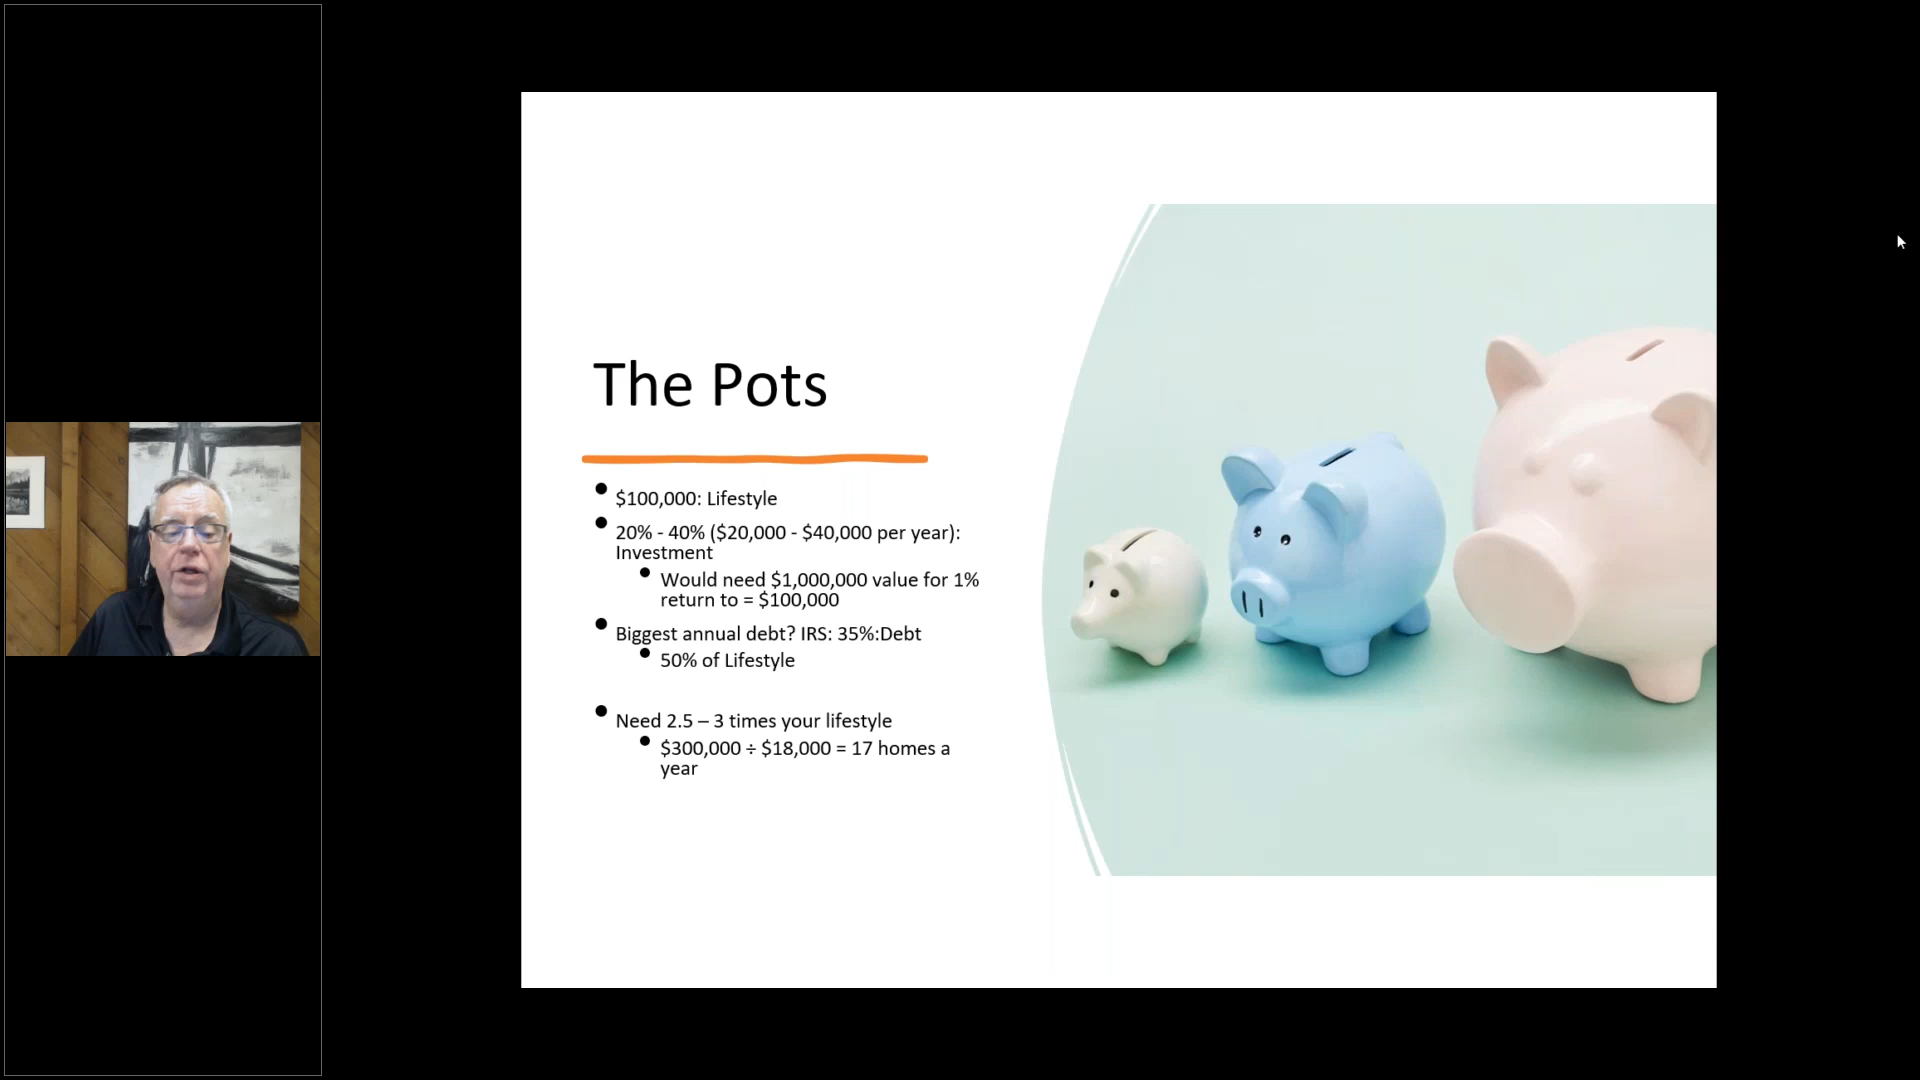 The Pots
$100,000: Lifestyle
20% - 40% ($20,000 - $40,000 per year):
Investment
Would need $1,000,000 value for 1%
return to = $100,000
Biggest annual debt? IRS: 35%:Debt
50% of Lifestyle
Need 2.5 – 3 times your lifestyle
$300,000 ÷ $18,000 = 17 homes a
year